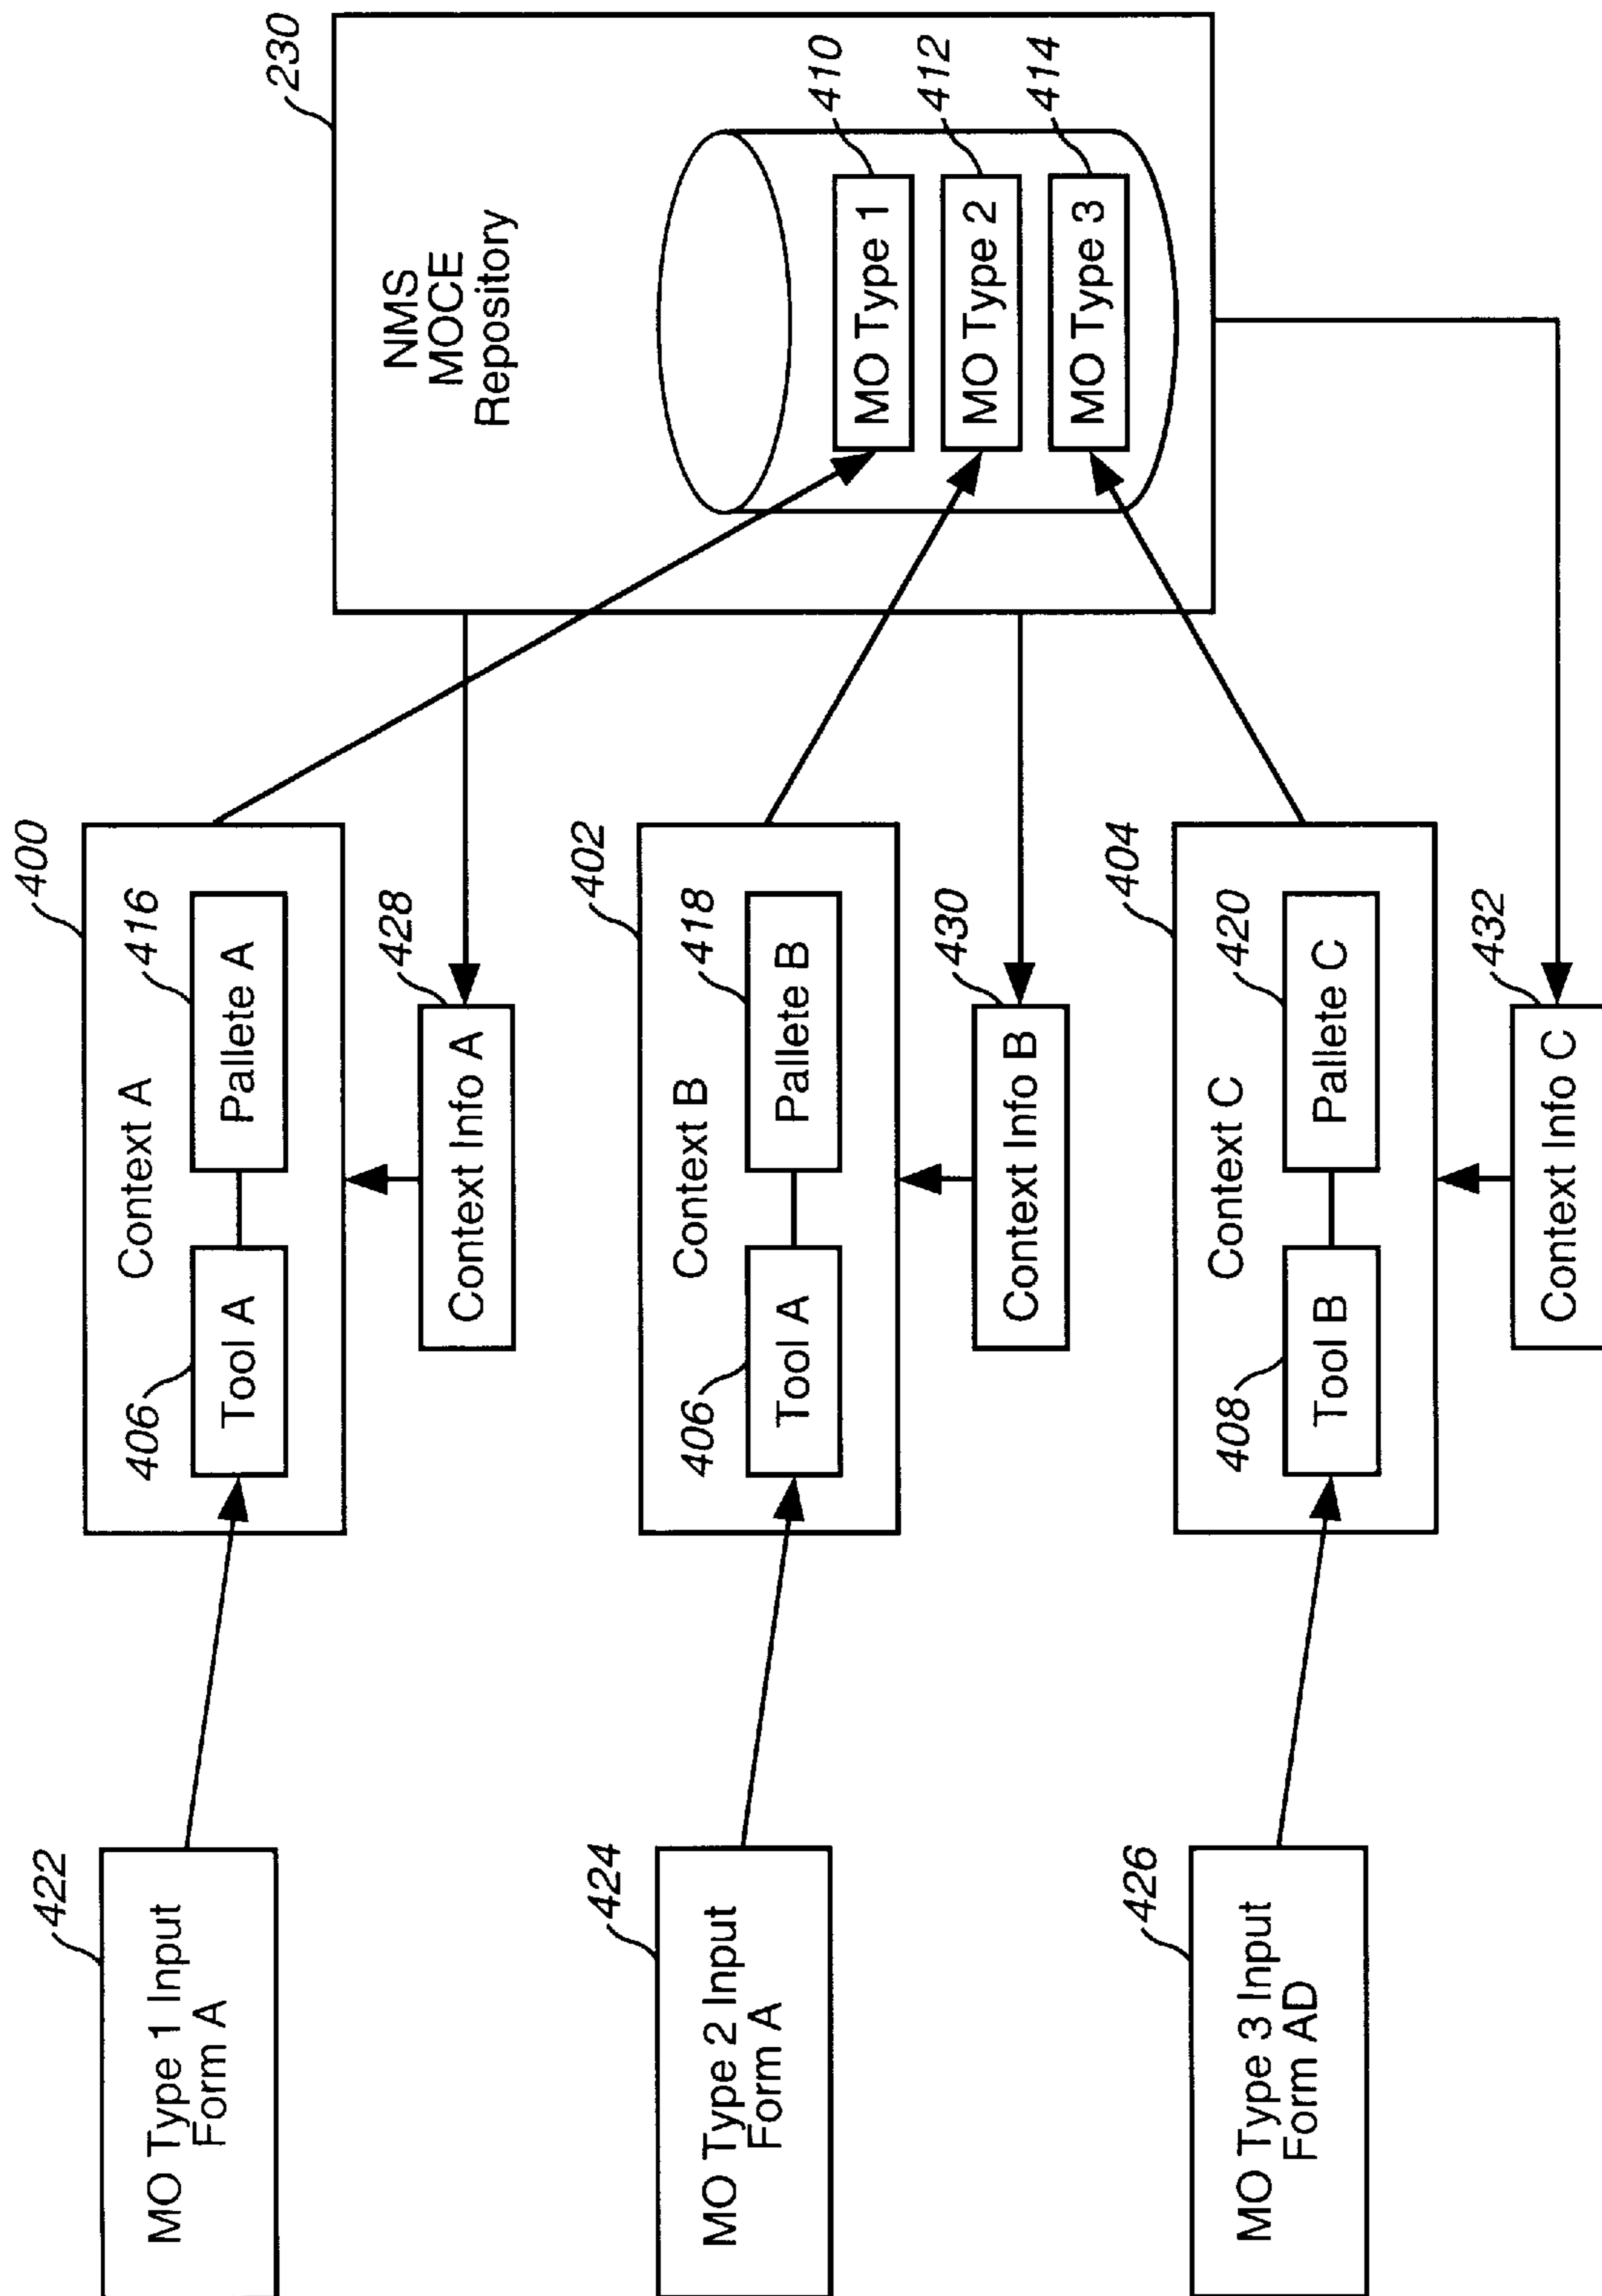 422
MO Type 1 Input
Form A
400
Context A
406
Tool A
416
Pallete A
428
Context Info A
424
MO Type 2 Input
Form A
402
Context B
406
Tool A
418
Pallete B
430
Context Info B
426
MO Type 3 Input
Form AD
404
Context C
408
Tool B
420
Pallete C
432
Context Info C
230
NMS
MOCE
Repository
410
MO Type 1
412
MO Type 2
414
MO Type 3